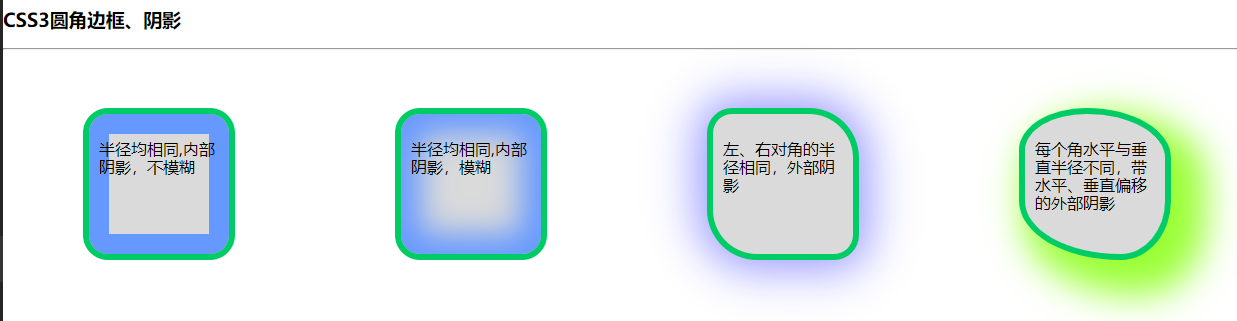 CSS3圆角边框、阴影
半径均相同,内部
阴影，不模糊
半径均相同,内部
阴影，模糊
左、右对角的半
径相同，外部阴
影
每个角水平与垂
直半径不同，带
水平、垂直偏移
的外部阴影